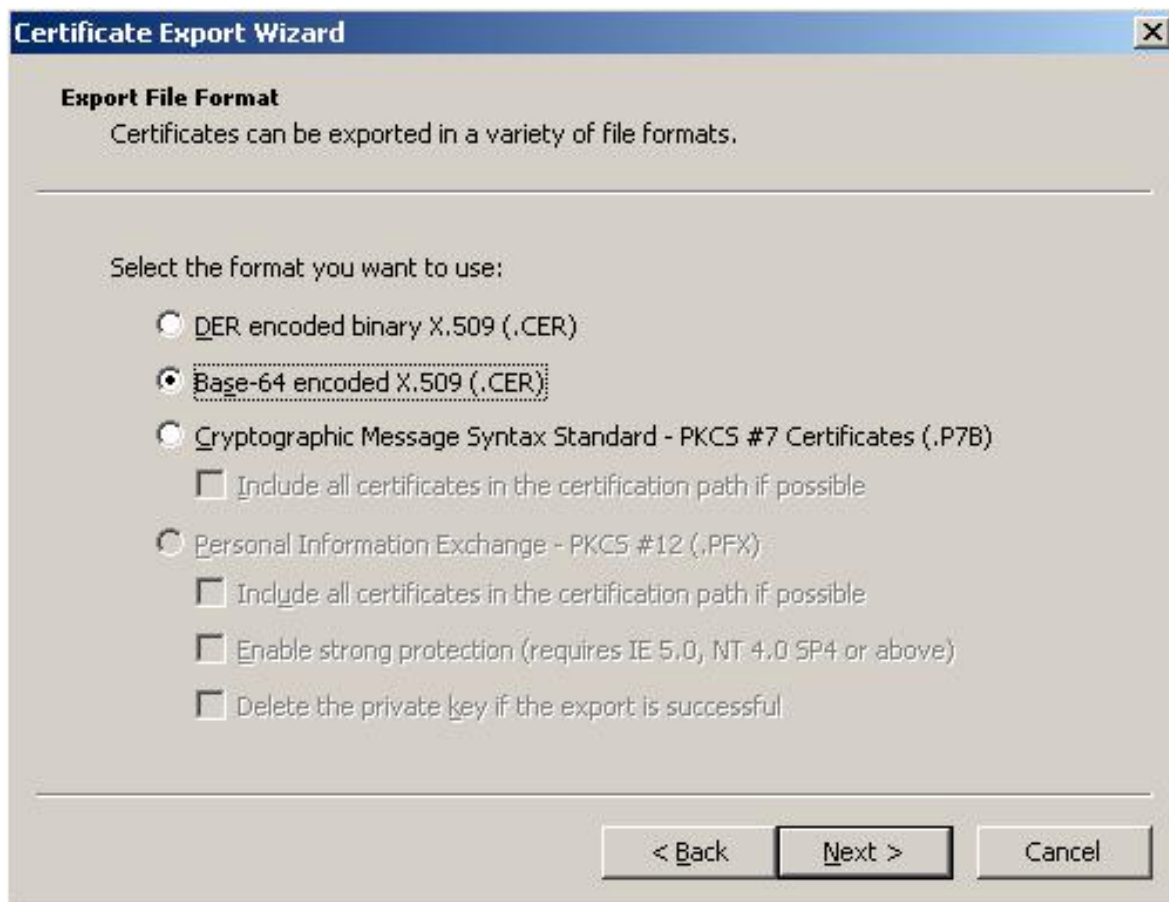 Certificate Export Wizard
Export File Format
Certificates can be exported in a variety of file formats.
Select the format you want to use:
DER encoded binary X.509 (.CER)
Base-64 encoded X.509 (.CER)
Cryptographic Message Syntax Standard - PKCS #7 Certificates (.P7B)
Include all certificates in the certification path if possible
Personal Information Exchange - PKCS #12 (.PFX)
Include all certificates in the certification path if possible
Enable strong protection (requires IE 5.0, NT 4.0 SP4 or above)
Delete the private key if the export is successful
< Back Next > Cancel